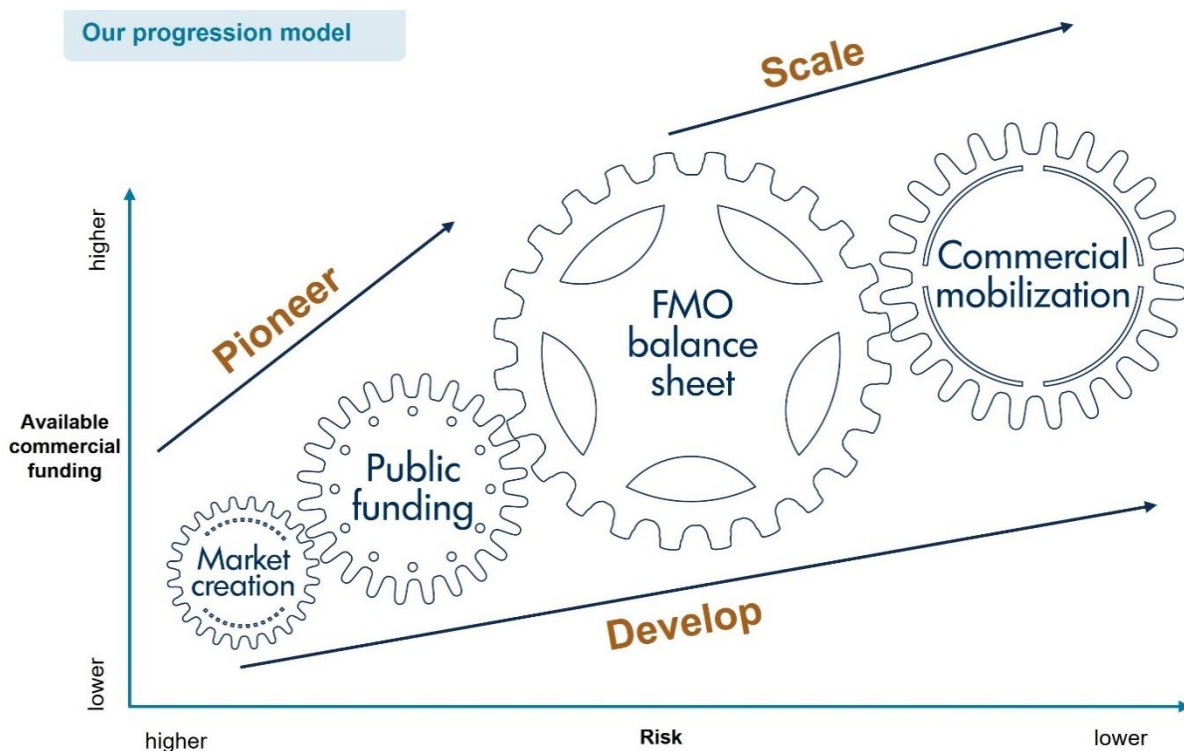 Our progression model
Scale
Pioneer
higher
Available
commercial
funding
lower
Market
creation
Public
funding
FMO
balance
sheet
Commercial
mobilization
Develop
higher
Risk
lower